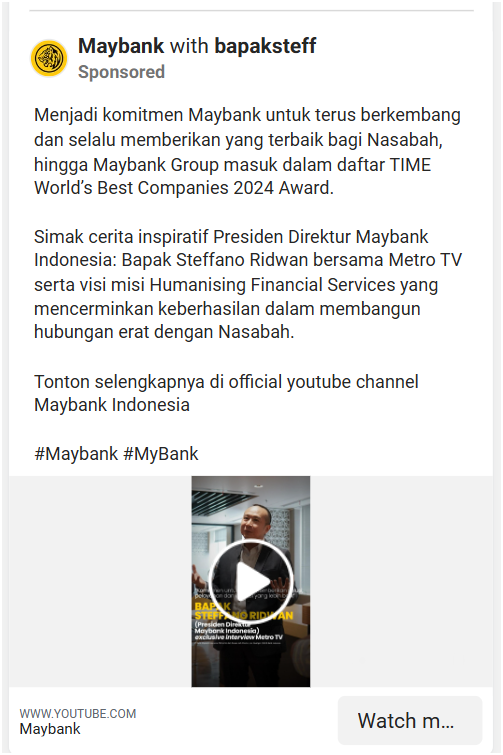 Maybank with bapaksteff
Sponsored
Menjadi komitmen Maybank untuk terus berkembang
dan selalu memberikan yang terbaik bagi Nasabah,
hingga Maybank Group masuk dalam daftar TIME
World’s Best Companies 2024 Award.
Simak cerita inspiratif Presiden Direktur Maybank
Indonesia: Bapak Steffano Ridwan bersama Metro TV
serta visi misi Humanising Financial Services yang
mencerminkan keberhasilan dalam membangun
hubungan erat dengan Nasabah.
Tonton selengkapnya di official youtube channel
Maybank Indonesia
#Maybank #MyBank
BAPAK
STEFFANO RIDWAN
(Presiden Direktur
Maybank Indonesia)
exclusive interview Metro TV
WWW.YOUTUBE.COM
Maybank
Watch m...